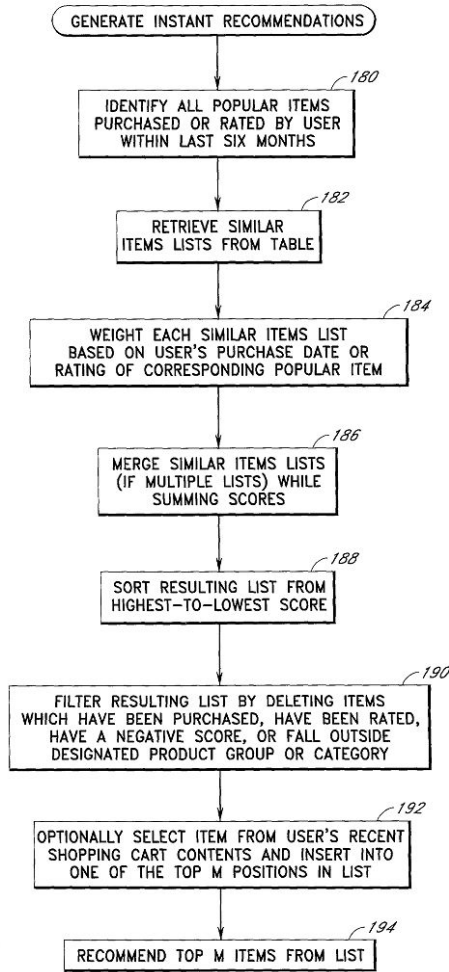 GENERATE INSTANT RECOMMENDATIONS
180
IDENTIFY ALL POPULAR ITEMS
PURCHASED OR RATED BY USER
WITHIN LAST SIX MONTHS
182
RETRIEVE SIMILAR
ITEMS LISTS FROM TABLE
184
WEIGHT EACH SIMILAR ITEMS LIST
BASED ON USER'S PURCHASE DATE OR
RATING OF CORRESPONDING POPULAR ITEM
186
MERGE SIMILAR ITEMS LISTS
(IF MULTIPLE LISTS) WHILE
SUMMING SCORES
188
SORT RESULTING LIST FROM
HIGHEST-TO-LOWEST SCORE
190
FILTER RESULTING LIST BY DELETING ITEMS
WHICH HAVE BEEN PURCHASED, HAVE BEEN RATED,
HAVE A NEGATIVE SCORE, OR FALL OUTSIDE
DESIGNATED PRODUCT GROUP OR CATEGORY
192
OPTIONALLY SELECT ITEM FROM USER'S RECENT
SHOPPING CART CONTENTS AND INSERT INTO
ONE OF THE TOP M POSITIONS IN LIST
194
RECOMMEND TOP M ITEMS FROM LIST